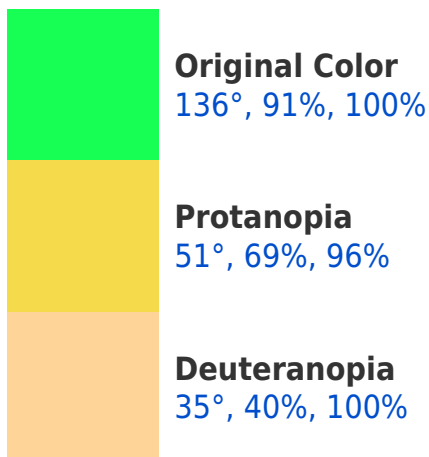 Original Color
136°, 91%, 100%
Protanopia
51°, 69%, 96%
Deuteranopia
35°, 40%, 100%